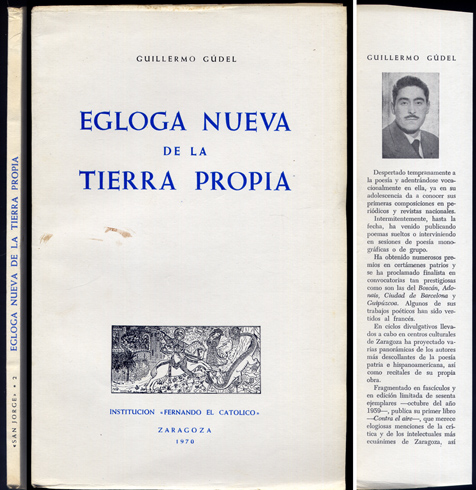 EGLOGA NUEVA DE LA TIERRA PROPIA
«SAN JORGE» • 2
GUILLERMO GÚDEL
EGLOGA NUEVA
DE LA
TIERRA PROPIA
INSTITUCION «FERNANDO EL CATOLICO»
ZARAGOZA
1970
GUILLERMO GÚDEL
Despertado tempranamente a
la poesía y adentrándose voca-
cionalmente en ella, ya en su
adolescencia da a conocer sus
primeras composiciones en pe-
riódicos y revistas nacionales.
Intermitentemente, hasta la
fecha, ha venido publicando
poemas sueltos o interviniendo
en sesiones de poesía mono-
gráficas o de grupo.
Ha obtenido numerosos pre-
mios en certámenes patrios y
se ha proclamado finalista en
convocatorias tan prestigiosas
como son las del Boscán, Ado-
nais, Ciudad de Barcelona y
Guipúzcoa. Algunos de sus
trabajos poéticos han sido ver-
tidos al francés.
En ciclos divulgativos lleva-
dos a cabo en centros culturales
de Zaragoza ha proyectado va-
rias panorámicas de los autores
más descollantes de la poesía
patria e hispanoamericana, así
como recitales de su propia
obra.
Fragmentado en fascículos y
en edición limitada de sesenta
ejemplares —octubre del año
1959—, publica su primer libro
—Contra el aire—, que merece
elogiosas menciones de la crí-
tica y de los intelectuales más
ecuánimes de Zaragoza, así